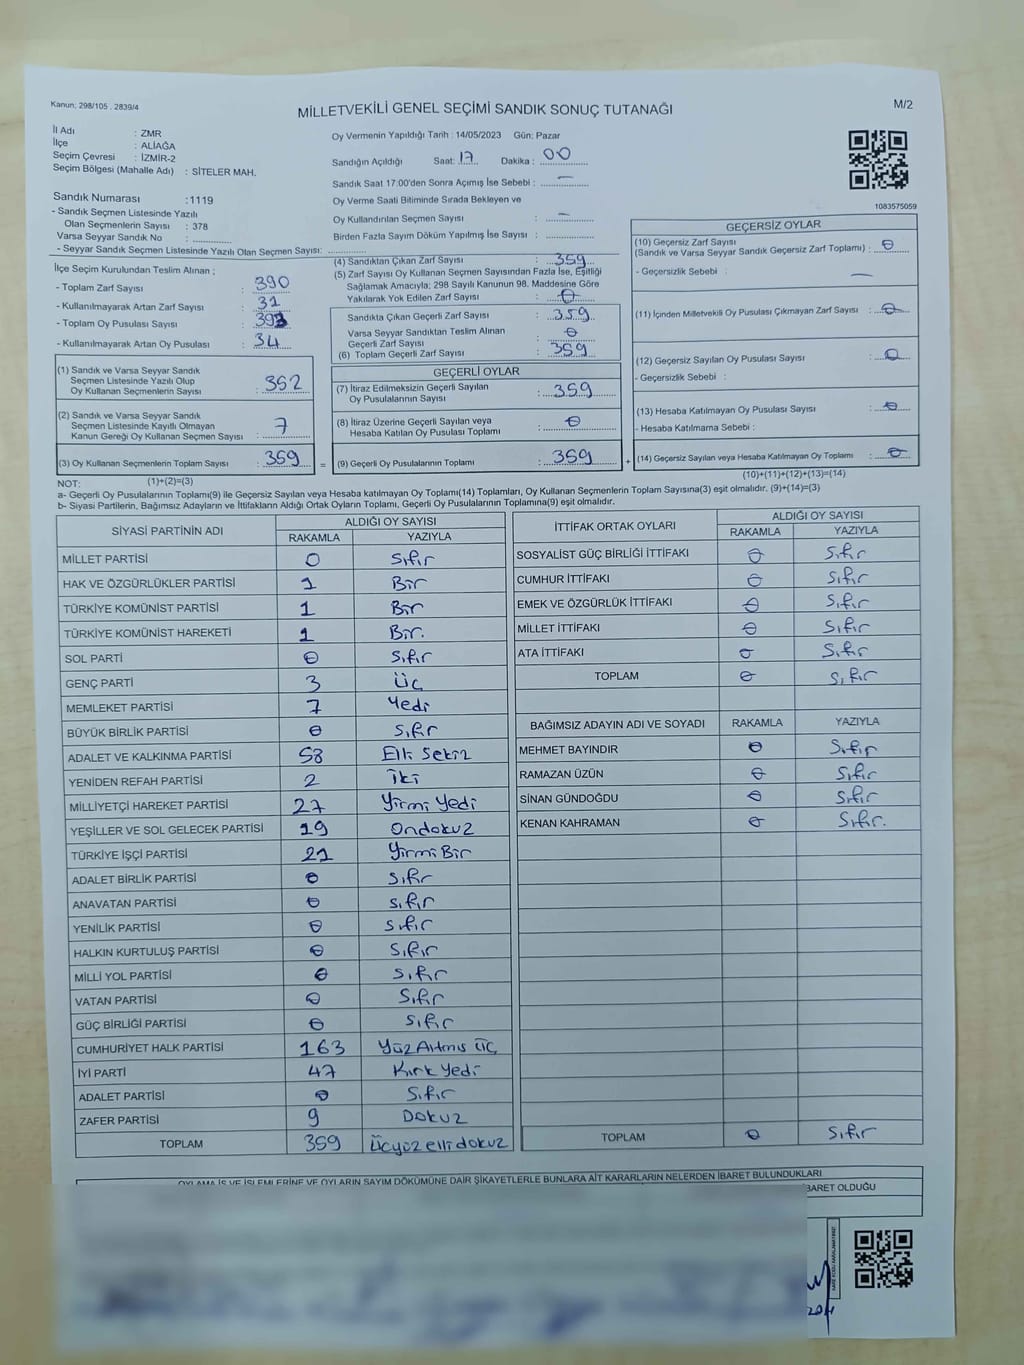 Kanun; 298/105 . 2839/4
MİLLETVEKİLİ GENEL SEÇİMİ SANDIK SONUÇ TUTANAĞI
M/2
İl Adı : ZMR
İlçe : ALİAĞA
Seçim Çevresi : İZMİR-2
Seçim Bölgesi (Mahalle Adı) : SİTELER MAH.
Oy Vermenin Yapıldığı Tarih : 14/05/2023 Gün: Pazar
Sandığın Açıldığı Saat: 17 Dakika : 00
Sandık Saat 17:00'den Sonra Açılmış İse Sebebi : —
Oy Verme Saati Bitiminde Sırada Bekleyen ve
Oy Kullandırılan Seçmen Sayısı : —
Birden Fazla Sayım Döküm Yapılmış İse Sayısı :
1083575059
Sandık Numarası :1119
- Sandık Seçmen Listesinde Yazılı
Olan Seçmenlerin Sayısı : 378
Varsa Seyyar Sandık No :
- Seyyar Sandık Seçmen Listesinde Yazılı Olan Seçmen Sayısı:
İlçe Seçim Kurulundan Teslim Alınan ;
- Toplam Zarf Sayısı : 390
- Kullanılmayarak Artan Zarf Sayısı : 31
- Toplam Oy Pusulası Sayısı : 393
- Kullanılmayarak Artan Oy Pusulası : 34
(1) Sandık ve Varsa Seyyar Sandık
Seçmen Listesinde Yazılı Olup
Oy Kullanan Seçmenlerin Sayısı : 352
(2) Sandık ve Varsa Seyyar Sandık
Seçmen Listesinde Kayıtlı Olmayan
Kanun Gereği Oy Kullanan Seçmen Sayısı : 7
(3) Oy Kullanan Seçmenlerin Toplam Sayısı : 359
(4) Sandıktan Çıkan Zarf Sayısı : 359
(5) Zarf Sayısı Oy Kullanan Seçmen Sayısından Fazla İse, Eşitliği
Sağlamak Amacıyla; 298 Sayılı Kanunun 98. Maddesine Göre
Yakılarak Yok Edilen Zarf Sayısı : 0
Sandıkta Çıkan Geçerli Zarf Sayısı : 359
Varsa Seyyar Sandıktan Teslim Alınan
Geçerli Zarf Sayısı : 0
(6) Toplam Geçerli Zarf Sayısı : 359
GEÇERLİ OYLAR
(7) İtiraz Edilmeksizin Geçerli Sayılan
Oy Pusulalarının Sayısı : 359
(8) İtiraz Üzerine Geçerli Sayılan veya
Hesaba Katılan Oy Pusulası Toplamı : 0
= (9) Geçerli Oy Pusulalarının Toplamı : 359
GEÇERSİZ OYLAR
(10) Geçersiz Zarf Sayısı
(Sandık ve Varsa Seyyar Sandık Geçersiz Zarf Toplamı) : 0
- Geçersizlik Sebebi : —
(11) İçinden Milletvekili Oy Pusulası Çıkmayan Zarf Sayısı : 0
(12) Geçersiz Sayılan Oy Pusulası Sayısı : 0
- Geçersizlik Sebebi :
(13) Hesaba Katılmayan Oy Pusulası Sayısı : 0
- Hesaba Katılmama Sebebi :
+ (14) Geçersiz Sayılan veya Hesaba Katılmayan Oy Toplamı : 0
NOT: (1)+(2)=(3)
(10)+(11)+(12)+(13)=(14)
a- Geçerli Oy Pusulalarının Toplamı(9) ile Geçersiz Sayılan veya Hesaba katılmayan Oy Toplamı(14) Toplamları, Oy Kullanan Seçmenlerin Toplam Sayısına(3) eşit olmalıdır. (9)+(14)=(3)
b- Siyasi Partilerin, Bağımsız Adayların ve İttifakların Aldığı Ortak Oyların Toplamı, Geçerli Oy Pusulalarının Toplamına(9) eşit olmalıdır.
SİYASİ PARTİNİN ADI ALDIĞI OY SAYISI
RAKAMLA YAZIYLA
MİLLET PARTİSİ 0 Sıfır
HAK VE ÖZGÜRLÜKLER PARTİSİ 1 Bir
TÜRKİYE KOMÜNİST PARTİSİ 1 Bir
TÜRKİYE KOMÜNİST HAREKETİ 1 Bir.
SOL PARTİ 0 Sıfır
GENÇ PARTİ 3 Üç
MEMLEKET PARTİSİ 7 Yedi
BÜYÜK BİRLİK PARTİSİ 0 Sıfır
ADALET VE KALKINMA PARTİSİ 58 Elli Sekiz
YENİDEN REFAH PARTİSİ 2 İki
MİLLİYETÇİ HAREKET PARTİSİ 27 Yirmi Yedi
YEŞİLLER VE SOL GELECEK PARTİSİ 19 Ondokuz
TÜRKİYE İŞÇİ PARTİSİ 21 Yirmi Bir
ADALET BİRLİK PARTİSİ 0 Sıfır
ANAVATAN PARTİSİ 0 Sıfır
YENİLİK PARTİSİ 0 Sıfır
HALKIN KURTULUŞ PARTİSİ 0 Sıfır
MİLLİ YOL PARTİSİ 0 Sıfır
VATAN PARTİSİ 0 Sıfır
GÜÇ BİRLİĞİ PARTİSİ 0 Sıfır
CUMHURİYET HALK PARTİSİ 163 Yüz Altmış Üç
İYİ PARTİ 47 Kırk Yedi
ADALET PARTİSİ 0 Sıfır
ZAFER PARTİSİ 9 Dokuz
TOPLAM 359 Üçyüzellidokuz
İTTİFAK ORTAK OYLARI ALDIĞI OY SAYISI
RAKAMLA YAZIYLA
SOSYALİST GÜÇ BİRLİĞİ İTTİFAKI 0 Sıfır
CUMHUR İTTİFAKI 0 Sıfır
EMEK VE ÖZGÜRLÜK İTTİFAKI 0 Sıfır
MİLLET İTTİFAKI 0 Sıfır
ATA İTTİFAKI 0 Sıfır
TOPLAM 0 Sıfır
BAĞIMSIZ ADAYIN ADI VE SOYADI RAKAMLA YAZIYLA
MEHMET BAYINDIR 0 Sıfır
RAMAZAN ÜZÜN 0 Sıfır
SİNAN GÜNDOĞDU 0 Sıfır
KENAN KAHRAMAN 0 Sıfır.
TOPLAM 0 Sıfır
OYLAMA İŞ VE İŞLEMLERİNE VE OYLARIN SAYIM DÖKÜMÜNE DAİR ŞİKAYETLERLE BUNLARA AİT KARARLARIN NELERDEN İBARET BULUNDUKLARI
İBARET OLDUĞU